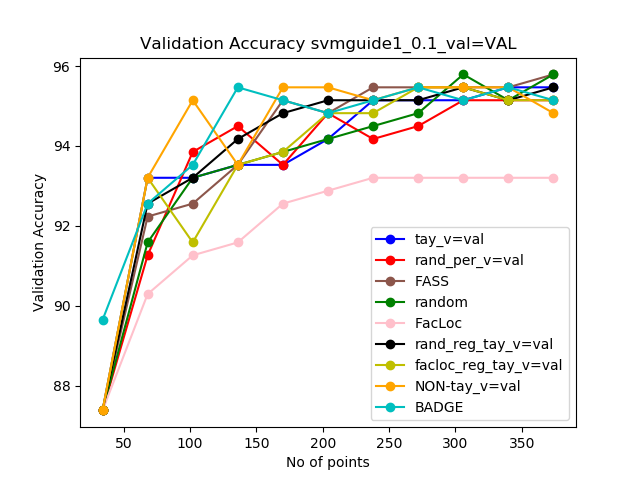 Validation Accuracy svmguide1_0.1_val=VAL
Validation Accuracy
96
94
92
90
88
50
100
150
200
250
300
350
No of points
tay_v=val
rand_per_v=val
FASS
random
FacLoc
rand_reg_tay_v=val
facloc_reg_tay_v=val
NON-tay_v=val
BADGE